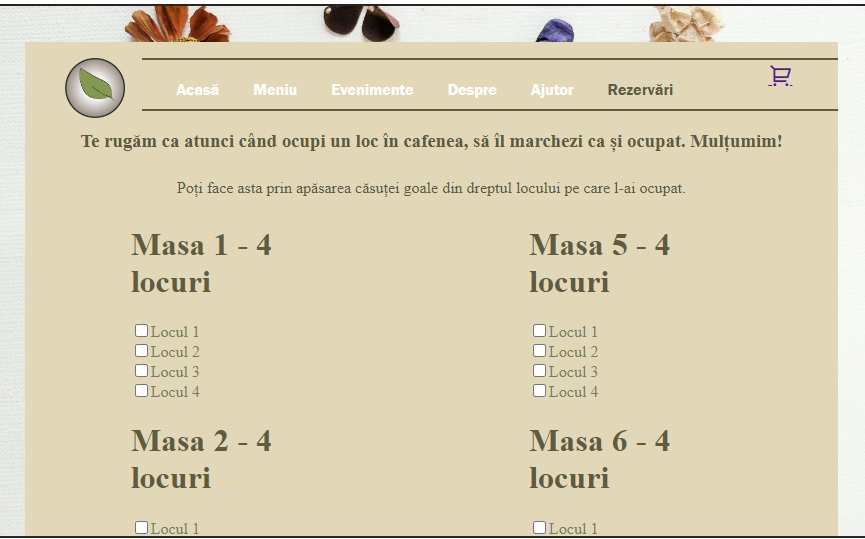 Acasă Meniu Evenimente Despre Ajutor Rezervări
Te rugăm ca atunci când ocupi un loc în cafenea, să îl marchezi ca și ocupat. Mulțumim!
Poți face asta prin apăsarea căsuței goale din dreptul locului pe care l-ai ocupat.
Masa 1 - 4
locuri
Locul 1
Locul 2
Locul 3
Locul 4
Masa 2 - 4
locuri
Locul 1
Masa 5 - 4
locuri
Locul 1
Locul 2
Locul 3
Locul 4
Masa 6 - 4
locuri
Locul 1